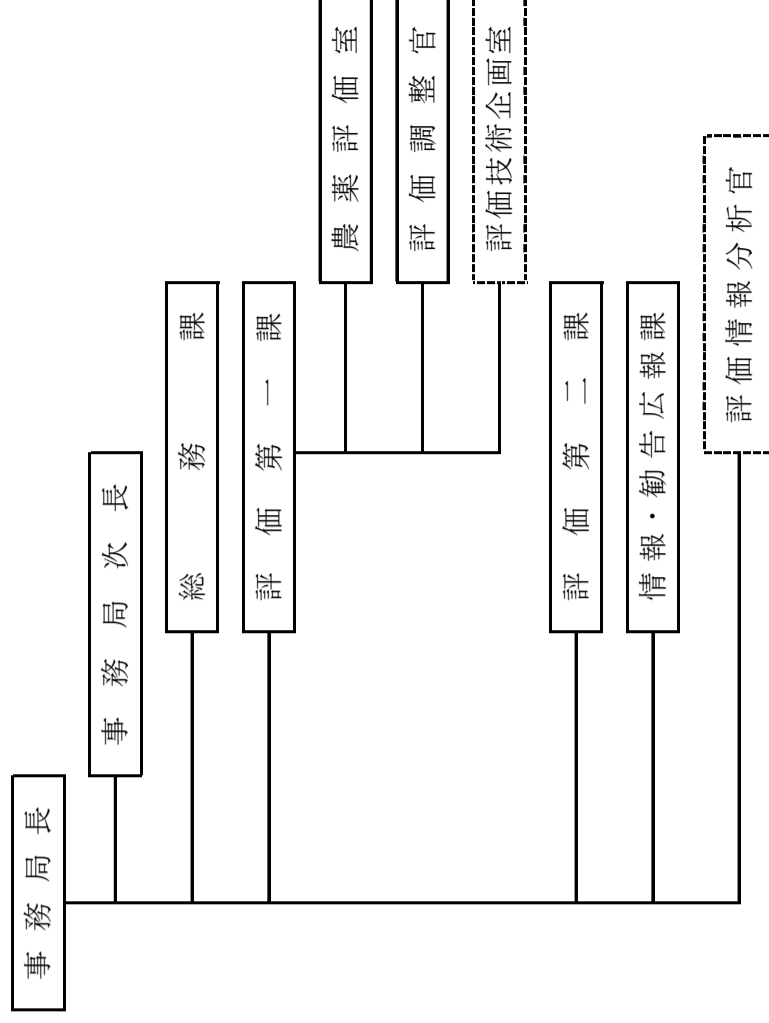 事務局長
事務局次長
総務課
評価第一課
農薬評価室
評価調整官
評価技術企画室
評価第二課
情報・勧告広報課
評価情報分析官